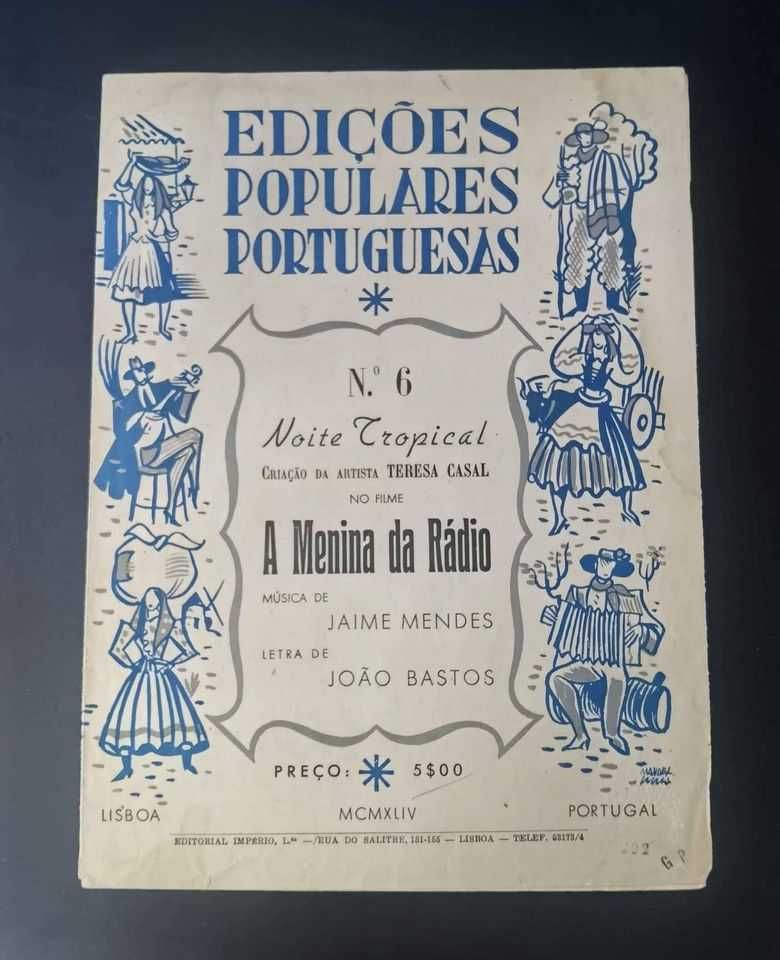 EDIÇÕES
POPULARES
PORTUGUESAS
N.º 6
Noite Tropical
CRIAÇÃO DA ARTISTA TERESA CASAL
NO FILME
A Menina da Rádio
MÚSICA DE
JAIME MENDES
LETRA DE
JOÃO BASTOS
PREÇO: 5$00
LISBOA MCMXLIV PORTUGAL
EDITORIAL IMPÉRIO, L.da — RUA DO SALITRE, 151-155 — LISBOA — TELEF. 53173/4
G P